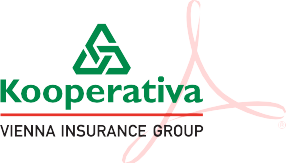 Kooperativa
VIENNA INSURANCE GROUP
®